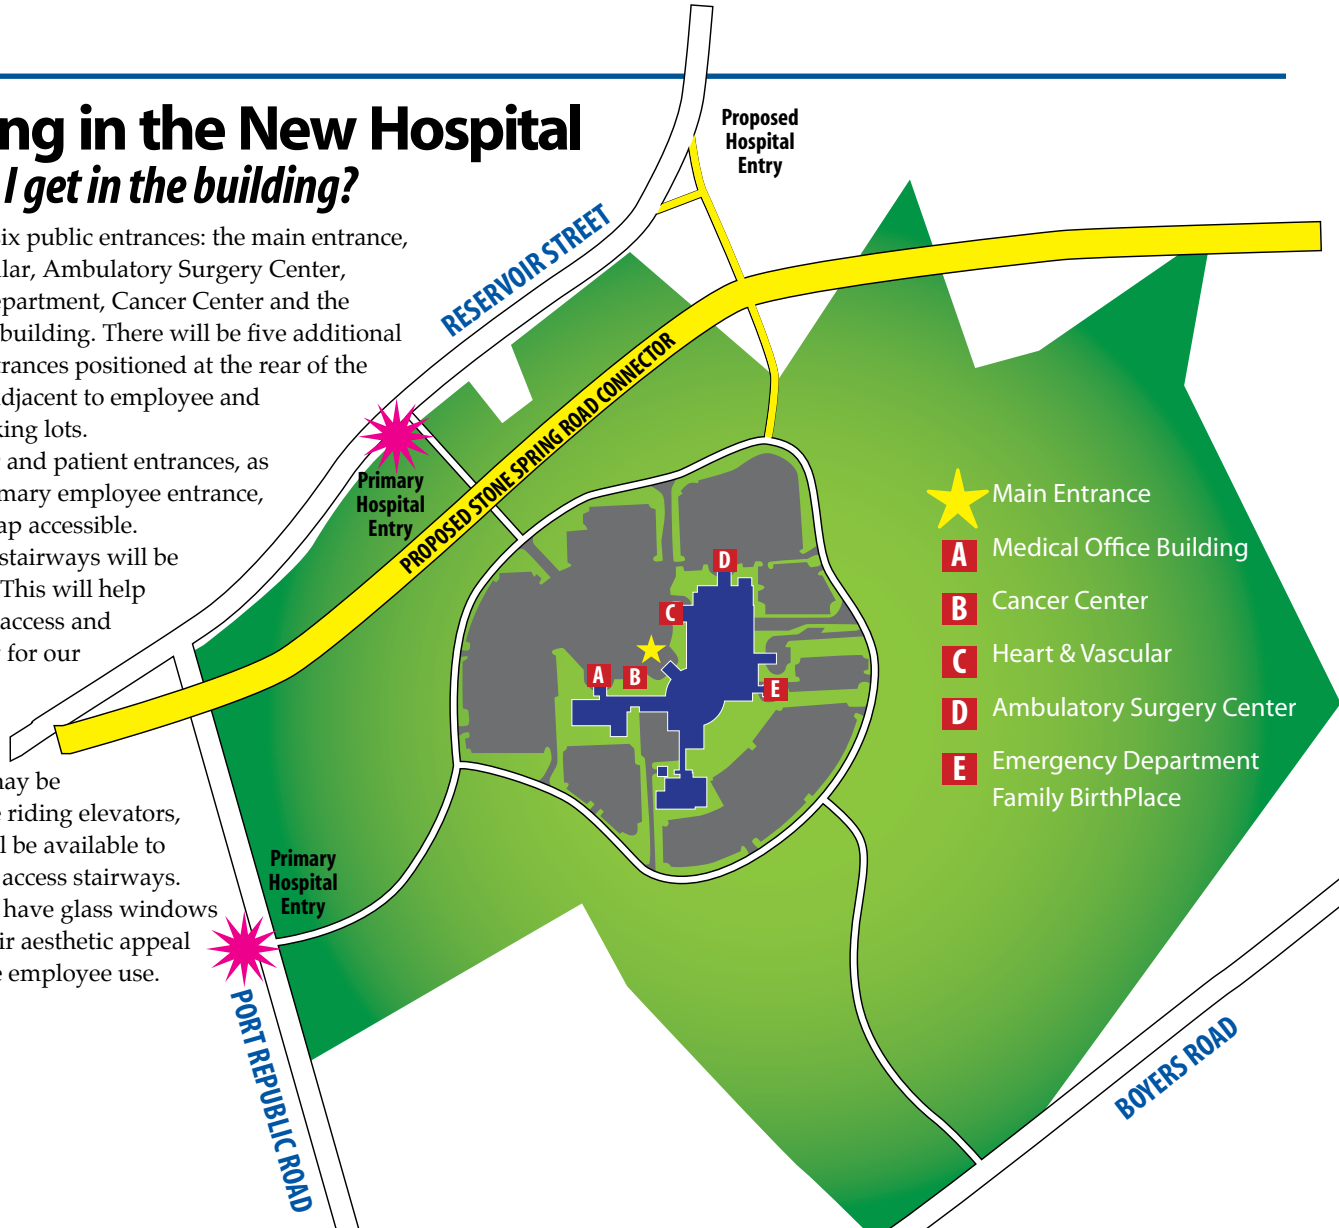 ng in the New Hospital
I get in the building?
six public entrances: the main entrance,
lar, Ambulatory Surgery Center,
epartment, Cancer Center and the
building. There will be five additional
trances positioned at the rear of the
adjacent to employee and
king lots.
and patient entrances, as
mary employee entrance,
ap accessible.
stairways will be
This will help
access and
for our
may be
e riding elevators,
l be available to
access stairways.
have glass windows
ir aesthetic appeal
e employee use.
Proposed
Hospital
Entry
RESERVOIR STREET
PROPOSED STONE SPRING ROAD CONNECTOR
Primary
Hospital
Entry
D
C
A
B
E
Main Entrance
A Medical Office Building
B Cancer Center
C Heart & Vascular
D Ambulatory Surgery Center
E Emergency Department
Family BirthPlace
Primary
Hospital
Entry
PORT REPUBLIC ROAD
BOYERS ROAD